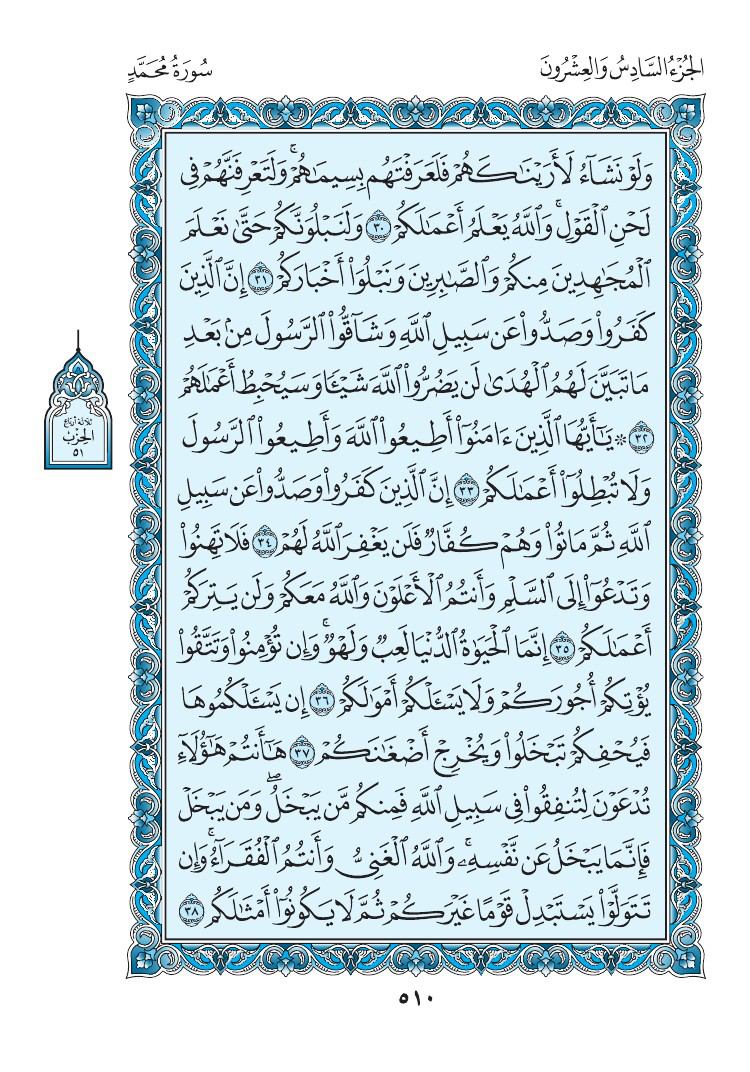 الجُزْءُ السَّادِسُ وَالعِشْرُونَ
سُورَةُ مُحَمَّدٍ
وَلَوْ نَشَآءُ لَأَرَيْنَٰكَهُمْ فَلَعَرَفْتَهُم بِسِيمَٰهُمْۚ وَلَتَعْرِفَنَّهُمْ فِي
لَحْنِ ٱلْقَوْلِۚ وَٱللَّهُ يَعْلَمُ أَعْمَٰلَكُمْ ٣٠ وَلَنَبْلُوَنَّكُمْ حَتَّىٰ نَعْلَمَ
ٱلْمُجَٰهِدِينَ مِنكُمْ وَٱلصَّٰبِرِينَ وَنَبْلُوَا۟ أَخْبَارَكُمْ ٣١ إِنَّ ٱلَّذِينَ
كَفَرُوا۟ وَصَدُّوا۟ عَن سَبِيلِ ٱللَّهِ وَشَآقُّوا۟ ٱلرَّسُولَ مِنۢ بَعْدِ
مَا تَبَيَّنَ لَهُمُ ٱلْهُدَىٰ لَن يَضُرُّوا۟ ٱللَّهَ شَيْـًٔا وَسَيُحْبِطُ أَعْمَٰلَهُمْ
٣٢ ۞ يَٰٓأَيُّهَا ٱلَّذِينَ ءَامَنُوٓا۟ أَطِيعُوا۟ ٱللَّهَ وَأَطِيعُوا۟ ٱلرَّسُولَ
وَلَا تُبْطِلُوٓا۟ أَعْمَٰلَكُمْ ٣٣ إِنَّ ٱلَّذِينَ كَفَرُوا۟ وَصَدُّوا۟ عَن سَبِيلِ
ٱللَّهِ ثُمَّ مَاتُوا۟ وَهُمْ كُفَّارٌ فَلَن يَغْفِرَ ٱللَّهُ لَهُمْ ٣٤ فَلَا تَهِنُوا۟
وَتَدْعُوٓا۟ إِلَى ٱلسَّلْمِ وَأَنتُمُ ٱلْأَعْلَوْنَ وَٱللَّهُ مَعَكُمْ وَلَن يَتِرَكُمْ
أَعْمَٰلَكُمْ ٣٥ إِنَّمَا ٱلْحَيَوٰةُ ٱلدُّنْيَا لَعِبٌ وَلَهْوٌۚ وَإِن تُؤْمِنُوا۟ وَتَتَّقُوا۟
يُؤْتِكُمْ أُجُورَكُمْ وَلَا يَسْـَٔلْكُمْ أَمْوَٰلَكُمْ ٣٦ إِن يَسْـَٔلْكُمُوهَا
فَيُحْفِكُمْ تَبْخَلُوا۟ وَيُخْرِجْ أَضْغَٰنَكُمْ ٣٧ هَٰٓأَنتُمْ هَٰٓؤُلَآءِ
تُدْعَوْنَ لِتُنفِقُوا۟ فِي سَبِيلِ ٱللَّهِ فَمِنكُم مَّن يَبْخَلُۖ وَمَن يَبْخَلْ
فَإِنَّمَا يَبْخَلُ عَن نَّفْسِهِۦۚ وَٱللَّهُ ٱلْغَنِيُّ وَأَنتُمُ ٱلْفُقَرَآءُۚ وَإِن
تَتَوَلَّوْا۟ يَسْتَبْدِلْ قَوْمًا غَيْرَكُمْ ثُمَّ لَا يَكُونُوٓا۟ أَمْثَٰلَكُم ٣٨
ثلاثة أرباع
الحِزْب
٥١
٥١٠